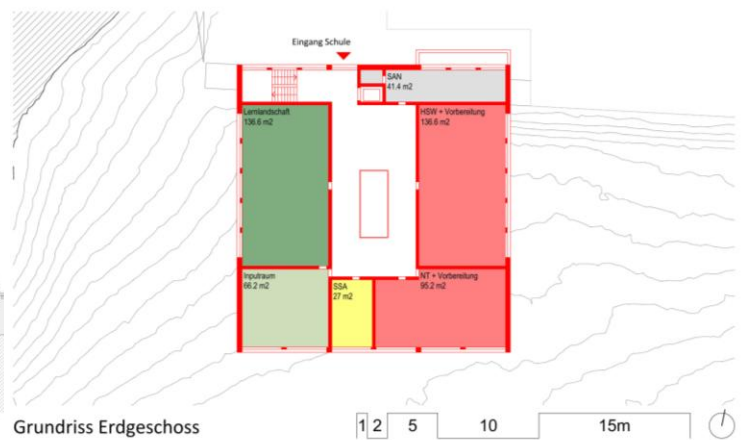 Eingang Schule
SAN
41.4 m2
Lernlandschaft
136.6 m2
HSW + Vorbereitung
136.6 m2
Inputraum
66.2 m2
SSA
27 m2
NT + Vorbereitung
95.2 m2
Grundriss Erdgeschoss
1 2 5 10 15m